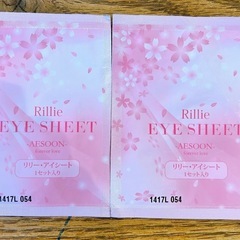 Rillie
EYE SHEET
AESOON
リリー・アイシート
1セット入り
1417L 054
Rillie
EYE SHEET
AESOON
リリー・アイシート
1セット入り
1417L 054